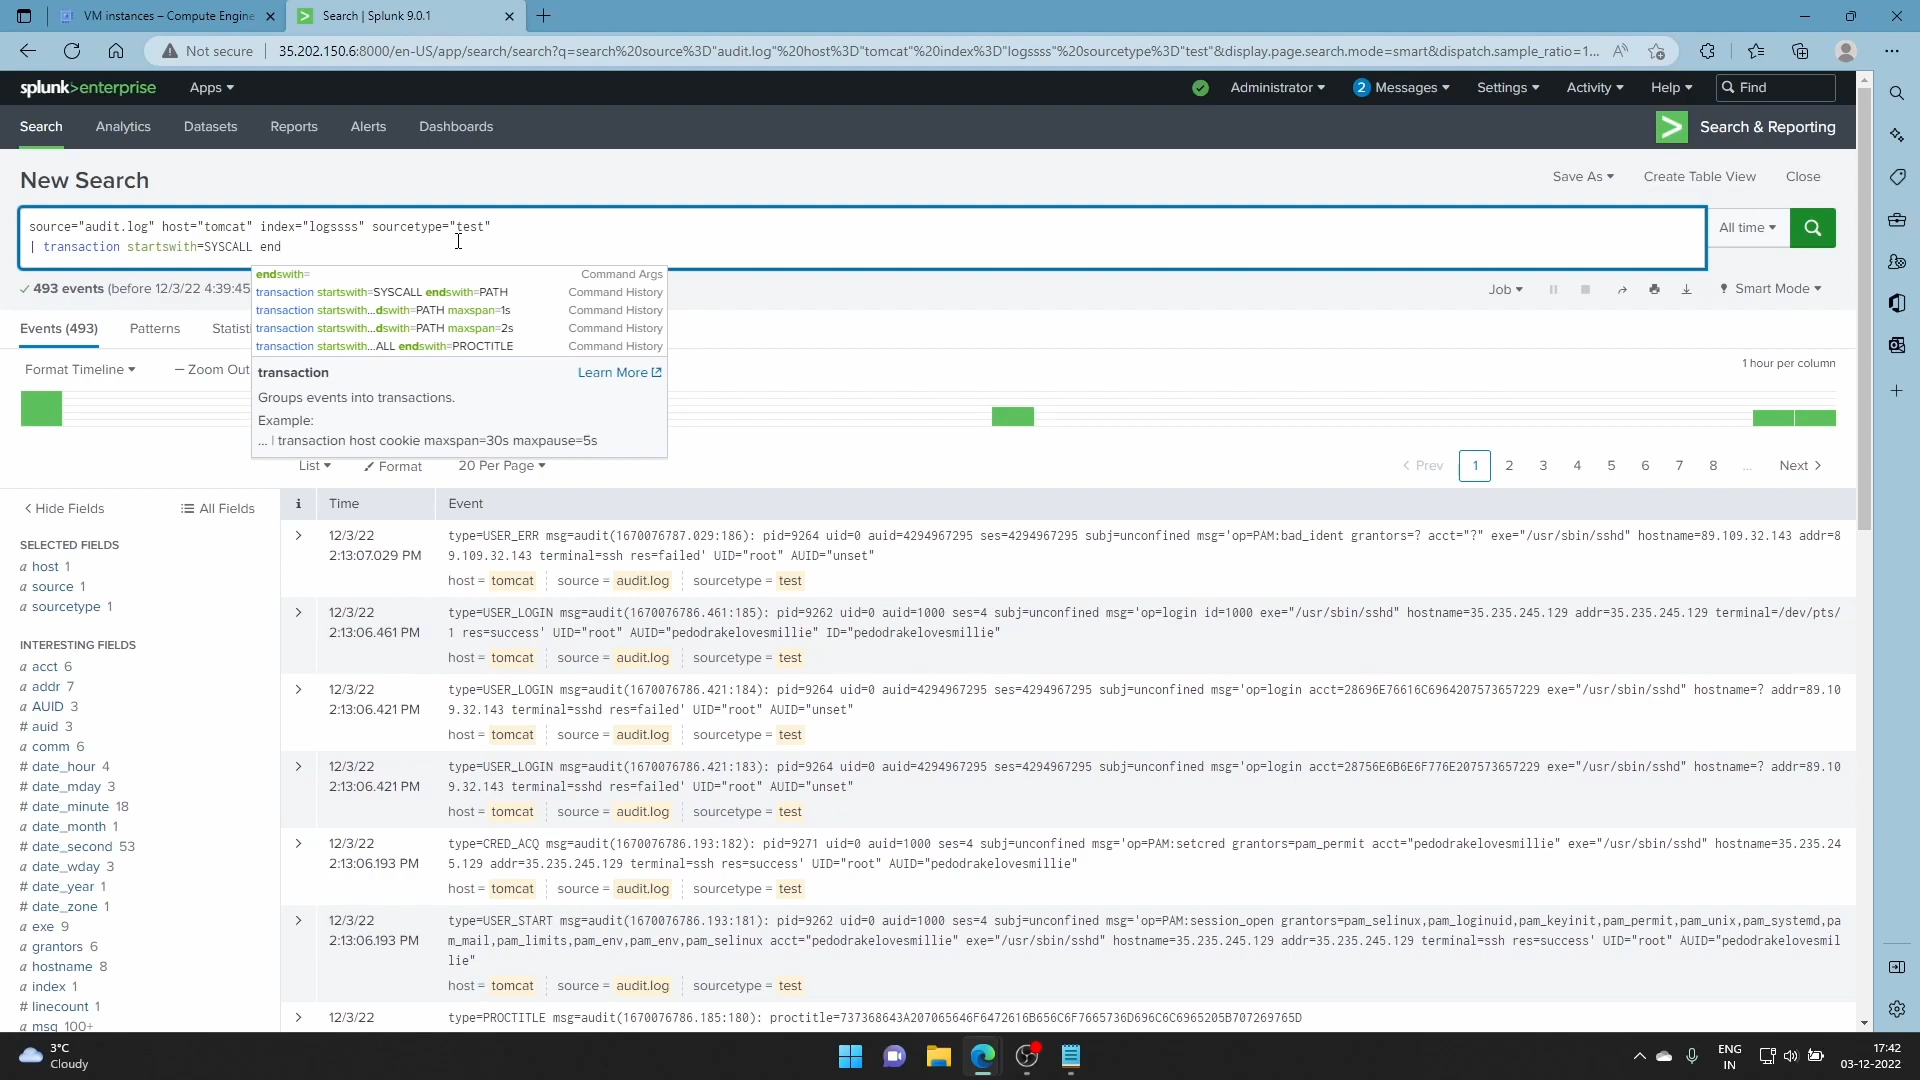 VM instances – Compute Engine
Search | Splunk 9.0.1
Not secure
35.202.150.6:8000/en-US/app/search/search?q=search%20source%3D"audit.log"%20host%3D"tomcat"%20index%3D"logssss"%20sourcetype%3D"test"&display.page.search.mode=smart&dispatch.sample_ratio=1...
splunk>enterprise Apps Administrator 2 Messages Settings Activity Help Find
Search Analytics Datasets Reports Alerts Dashboards Search & Reporting
New Search Save As Create Table View Close
source="audit.log" host="tomcat" index="logssss" sourcetype="test"
| transaction startswith=SYSCALL end
All time
endswith= Command Args
transaction startswith=SYSCALL endswith=PATH Command History
transaction startswith...dswith=PATH maxspan=1s Command History
transaction startswith...dswith=PATH maxspan=2s Command History
transaction startswith...ALL endswith=PROCTITLE Command History
transaction Learn More
Groups events into transactions.
Example:
... | transaction host cookie maxspan=30s maxpause=5s
493 events (before 12/3/22 4:39:45 Job Smart Mode
Events (493) Patterns Statisti
Format Timeline — Zoom Out 1 hour per column
List Format 20 Per Page < Prev 1 2 3 4 5 6 7 8 ... Next >
< Hide Fields All Fields
SELECTED FIELDS
a host 1
a source 1
a sourcetype 1
INTERESTING FIELDS
a acct 6
a addr 7
a AUID 3
# auid 3
a comm 6
# date_hour 4
# date_mday 3
# date_minute 18
a date_month 1
# date_second 53
a date_wday 3
# date_year 1
# date_zone 1
a exe 9
a grantors 6
a hostname 8
a index 1
# linecount 1
a msg 100+
i Time Event
12/3/22
2:13:07.029 PM
type=USER_ERR msg=audit(1670076787.029:186): pid=9264 uid=0 auid=4294967295 ses=4294967295 subj=unconfined msg='op=PAM:bad_ident grantors=? acct="?" exe="/usr/sbin/sshd" hostname=89.109.32.143 addr=8
9.109.32.143 terminal=ssh res=failed' UID="root" AUID="unset"
host = tomcat source = audit.log sourcetype = test
12/3/22
2:13:06.461 PM
type=USER_LOGIN msg=audit(1670076786.461:185): pid=9262 uid=0 auid=1000 ses=4 subj=unconfined msg='op=login id=1000 exe="/usr/sbin/sshd" hostname=35.235.245.129 addr=35.235.245.129 terminal=/dev/pts/
1 res=success' UID="root" AUID="pedodrakelovesmillie" ID="pedodrakelovesmillie"
host = tomcat source = audit.log sourcetype = test
12/3/22
2:13:06.421 PM
type=USER_LOGIN msg=audit(1670076786.421:184): pid=9264 uid=0 auid=4294967295 ses=4294967295 subj=unconfined msg='op=login acct=28696E76616C6964207573657229 exe="/usr/sbin/sshd" hostname=? addr=89.10
9.32.143 terminal=sshd res=failed' UID="root" AUID="unset"
host = tomcat source = audit.log sourcetype = test
12/3/22
2:13:06.421 PM
type=USER_LOGIN msg=audit(1670076786.421:183): pid=9264 uid=0 auid=4294967295 ses=4294967295 subj=unconfined msg='op=login acct=28756E6B6E6F776E207573657229 exe="/usr/sbin/sshd" hostname=? addr=89.10
9.32.143 terminal=sshd res=failed' UID="root" AUID="unset"
host = tomcat source = audit.log sourcetype = test
12/3/22
2:13:06.193 PM
type=CRED_ACQ msg=audit(1670076786.193:182): pid=9271 uid=0 auid=1000 ses=4 subj=unconfined msg='op=PAM:setcred grantors=pam_permit acct="pedodrakelovesmillie" exe="/usr/sbin/sshd" hostname=35.235.24
5.129 addr=35.235.245.129 terminal=ssh res=success' UID="root" AUID="pedodrakelovesmillie"
host = tomcat source = audit.log sourcetype = test
12/3/22
2:13:06.193 PM
type=USER_START msg=audit(1670076786.193:181): pid=9262 uid=0 auid=1000 ses=4 subj=unconfined msg='op=PAM:session_open grantors=pam_selinux,pam_loginuid,pam_keyinit,pam_permit,pam_unix,pam_systemd,pa
m_mail,pam_limits,pam_env,pam_env,pam_selinux acct="pedodrakelovesmillie" exe="/usr/sbin/sshd" hostname=35.235.245.129 addr=35.235.245.129 terminal=ssh res=success' UID="root" AUID="pedodrakelovesmil
lie"
host = tomcat source = audit.log sourcetype = test
12/3/22
type=PROCTITLE msg=audit(1670076786.185:180): proctitle=737368643A207065646F6472616B656C6F7665736D696C6C6965205B707269765D
3°C
Cloudy
ENG
IN
17:42
03-12-2022